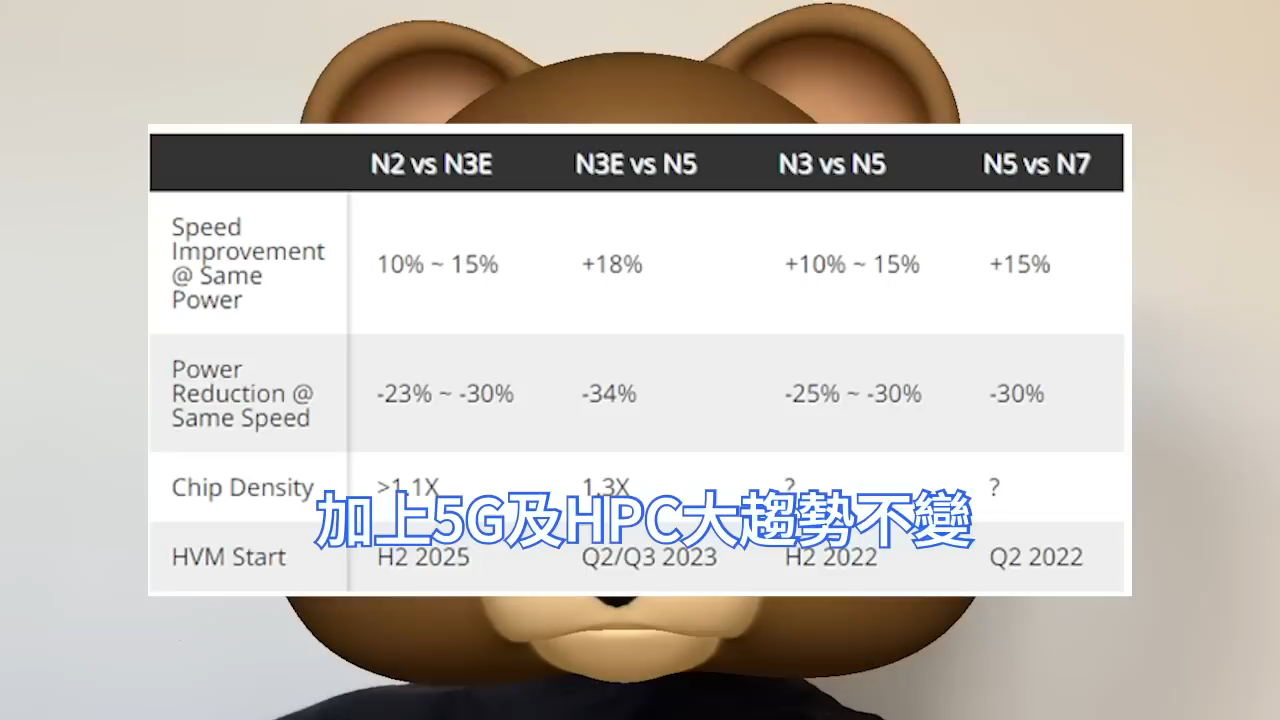 N2 vs N3E N3E vs N5 N3 vs N5 N5 vs N7
Speed
Improvement
@ Same
Power
10% ~ 15% +18% +10% ~ 15% +15%
Power
Reduction @
Same Speed
-23% ~ -30% -34% -25% ~ -30% -30%
Chip Density >1.1X 1.3X ? ?
加上5G及HPC大趨勢不變
HVM Start H2 2025 Q2/Q3 2023 H2 2022 Q2 2022